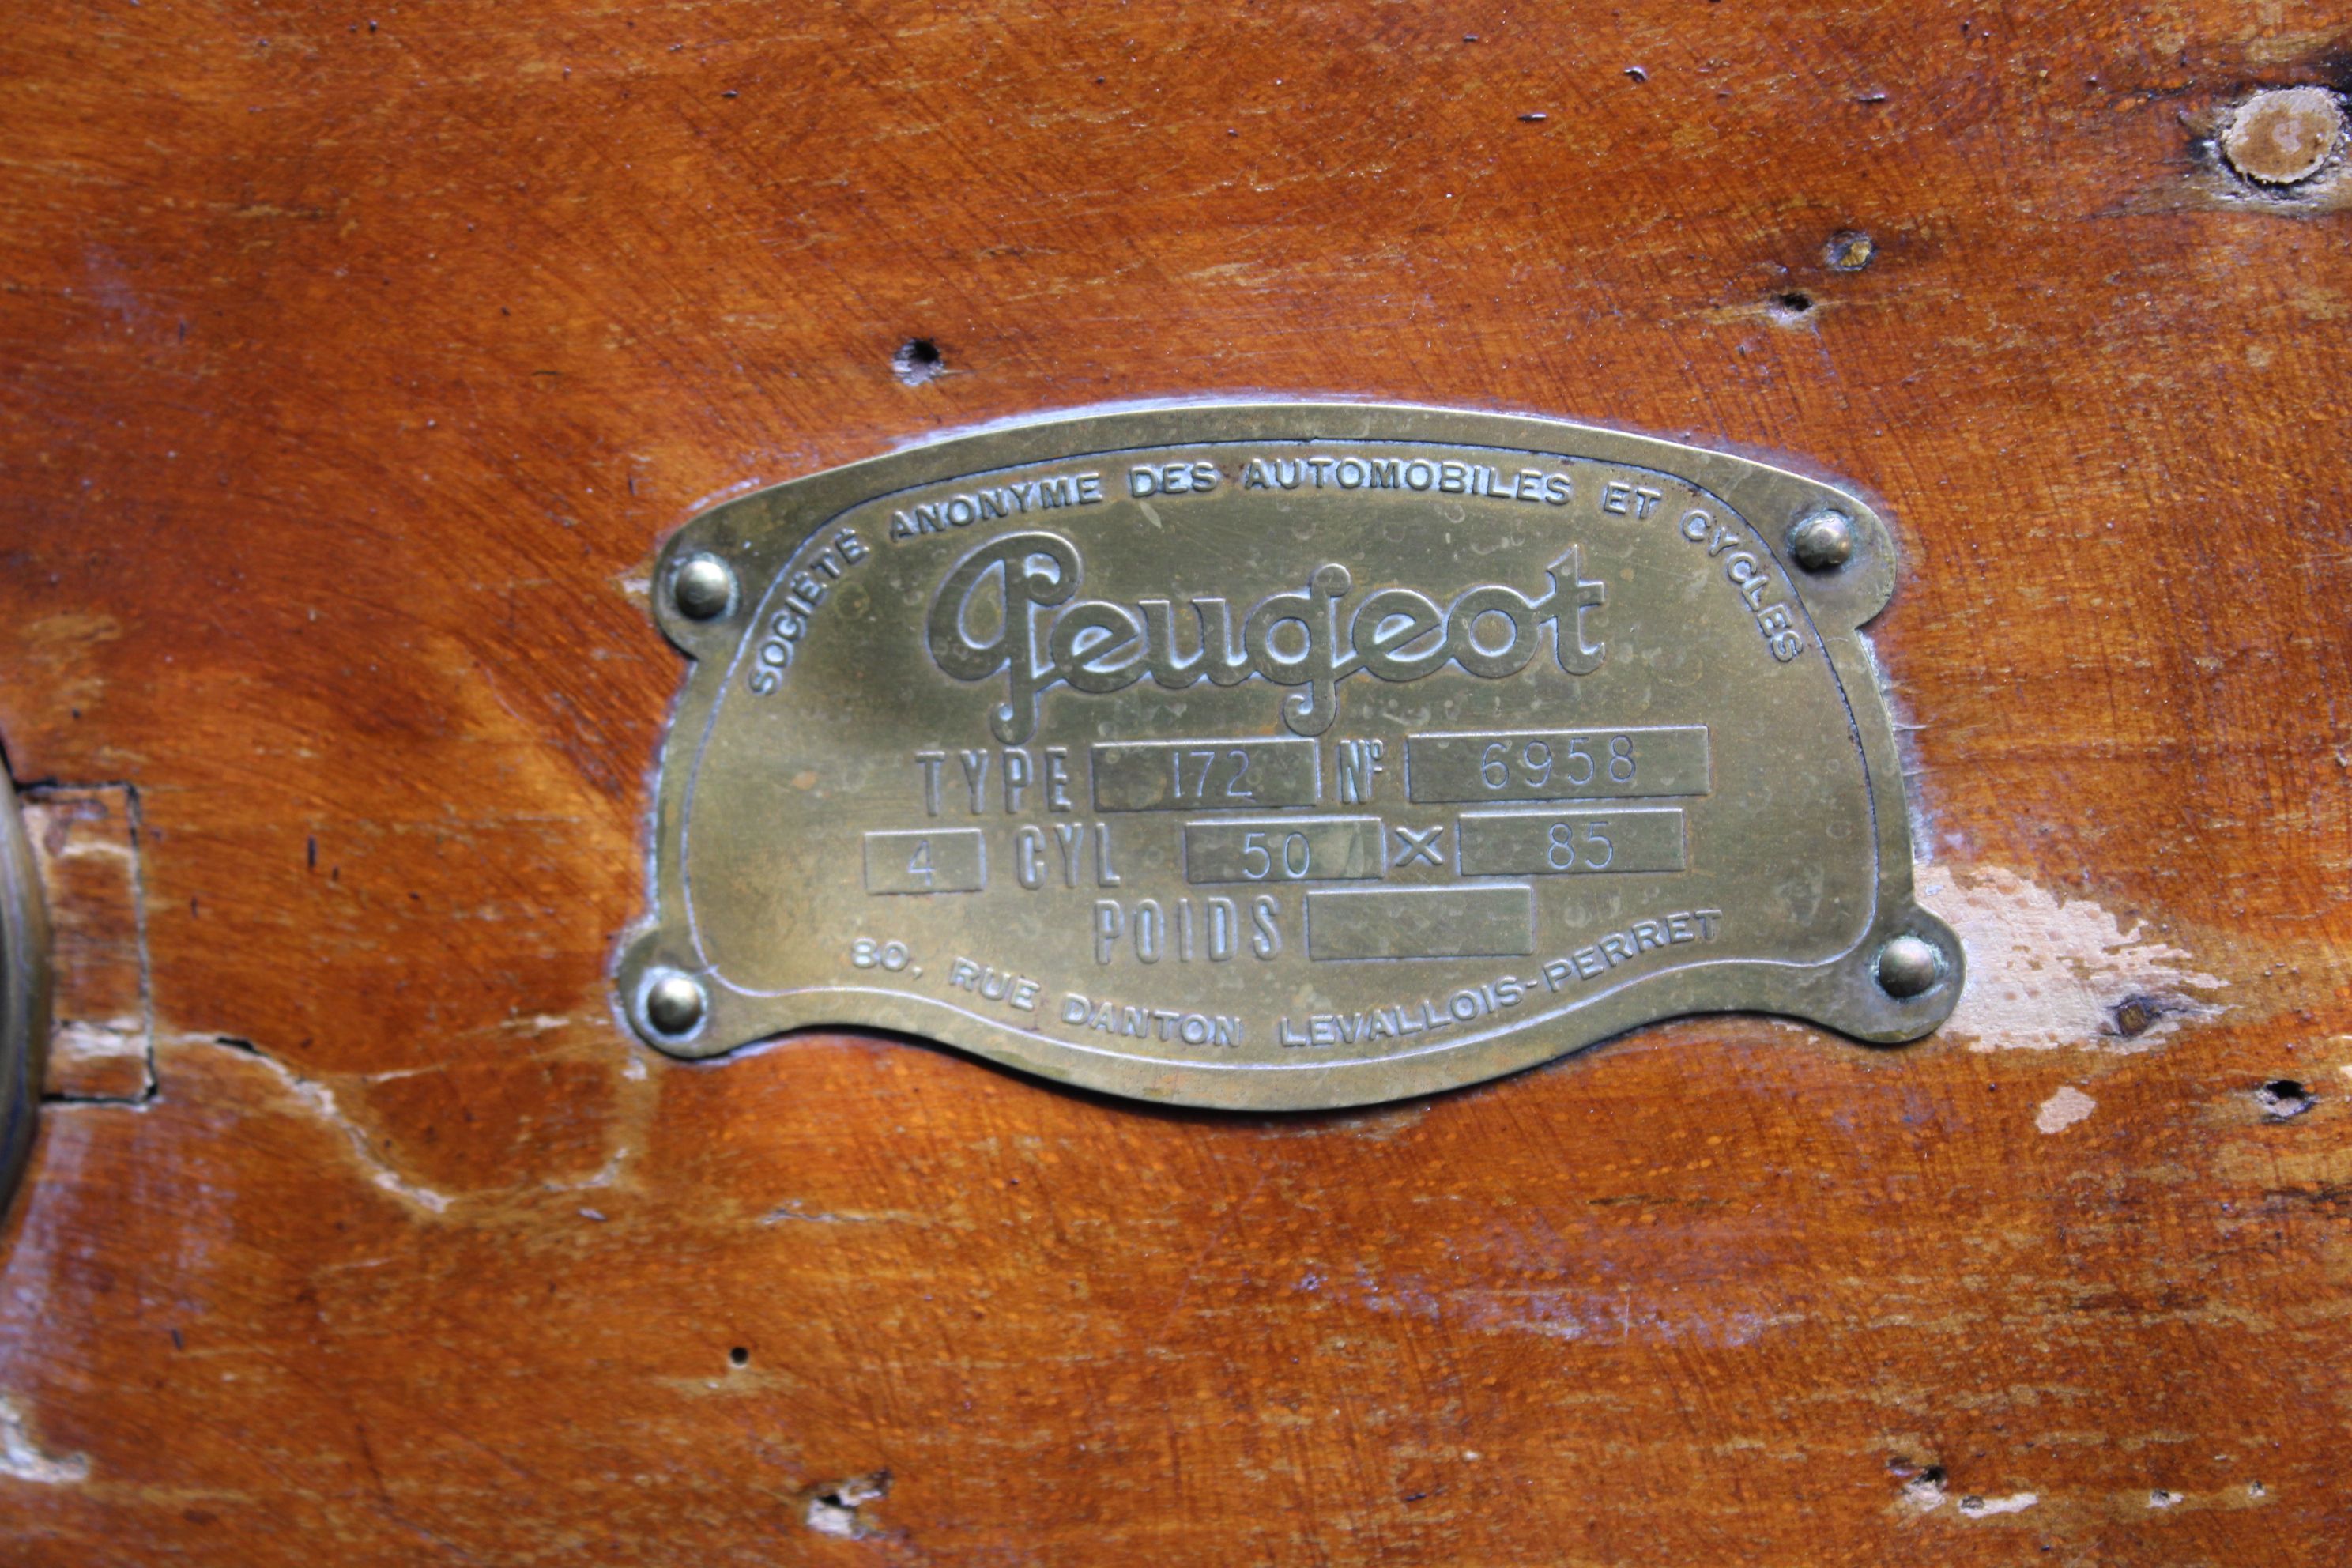 SOCIÉTÉ ANONYME DES AUTOMOBILES ET CYCLES
Peugeot
TYPE 172 Nº 6958
4 CYL 50 X 85
POIDS
80, RUE DANTON LEVALLOIS-PERRET